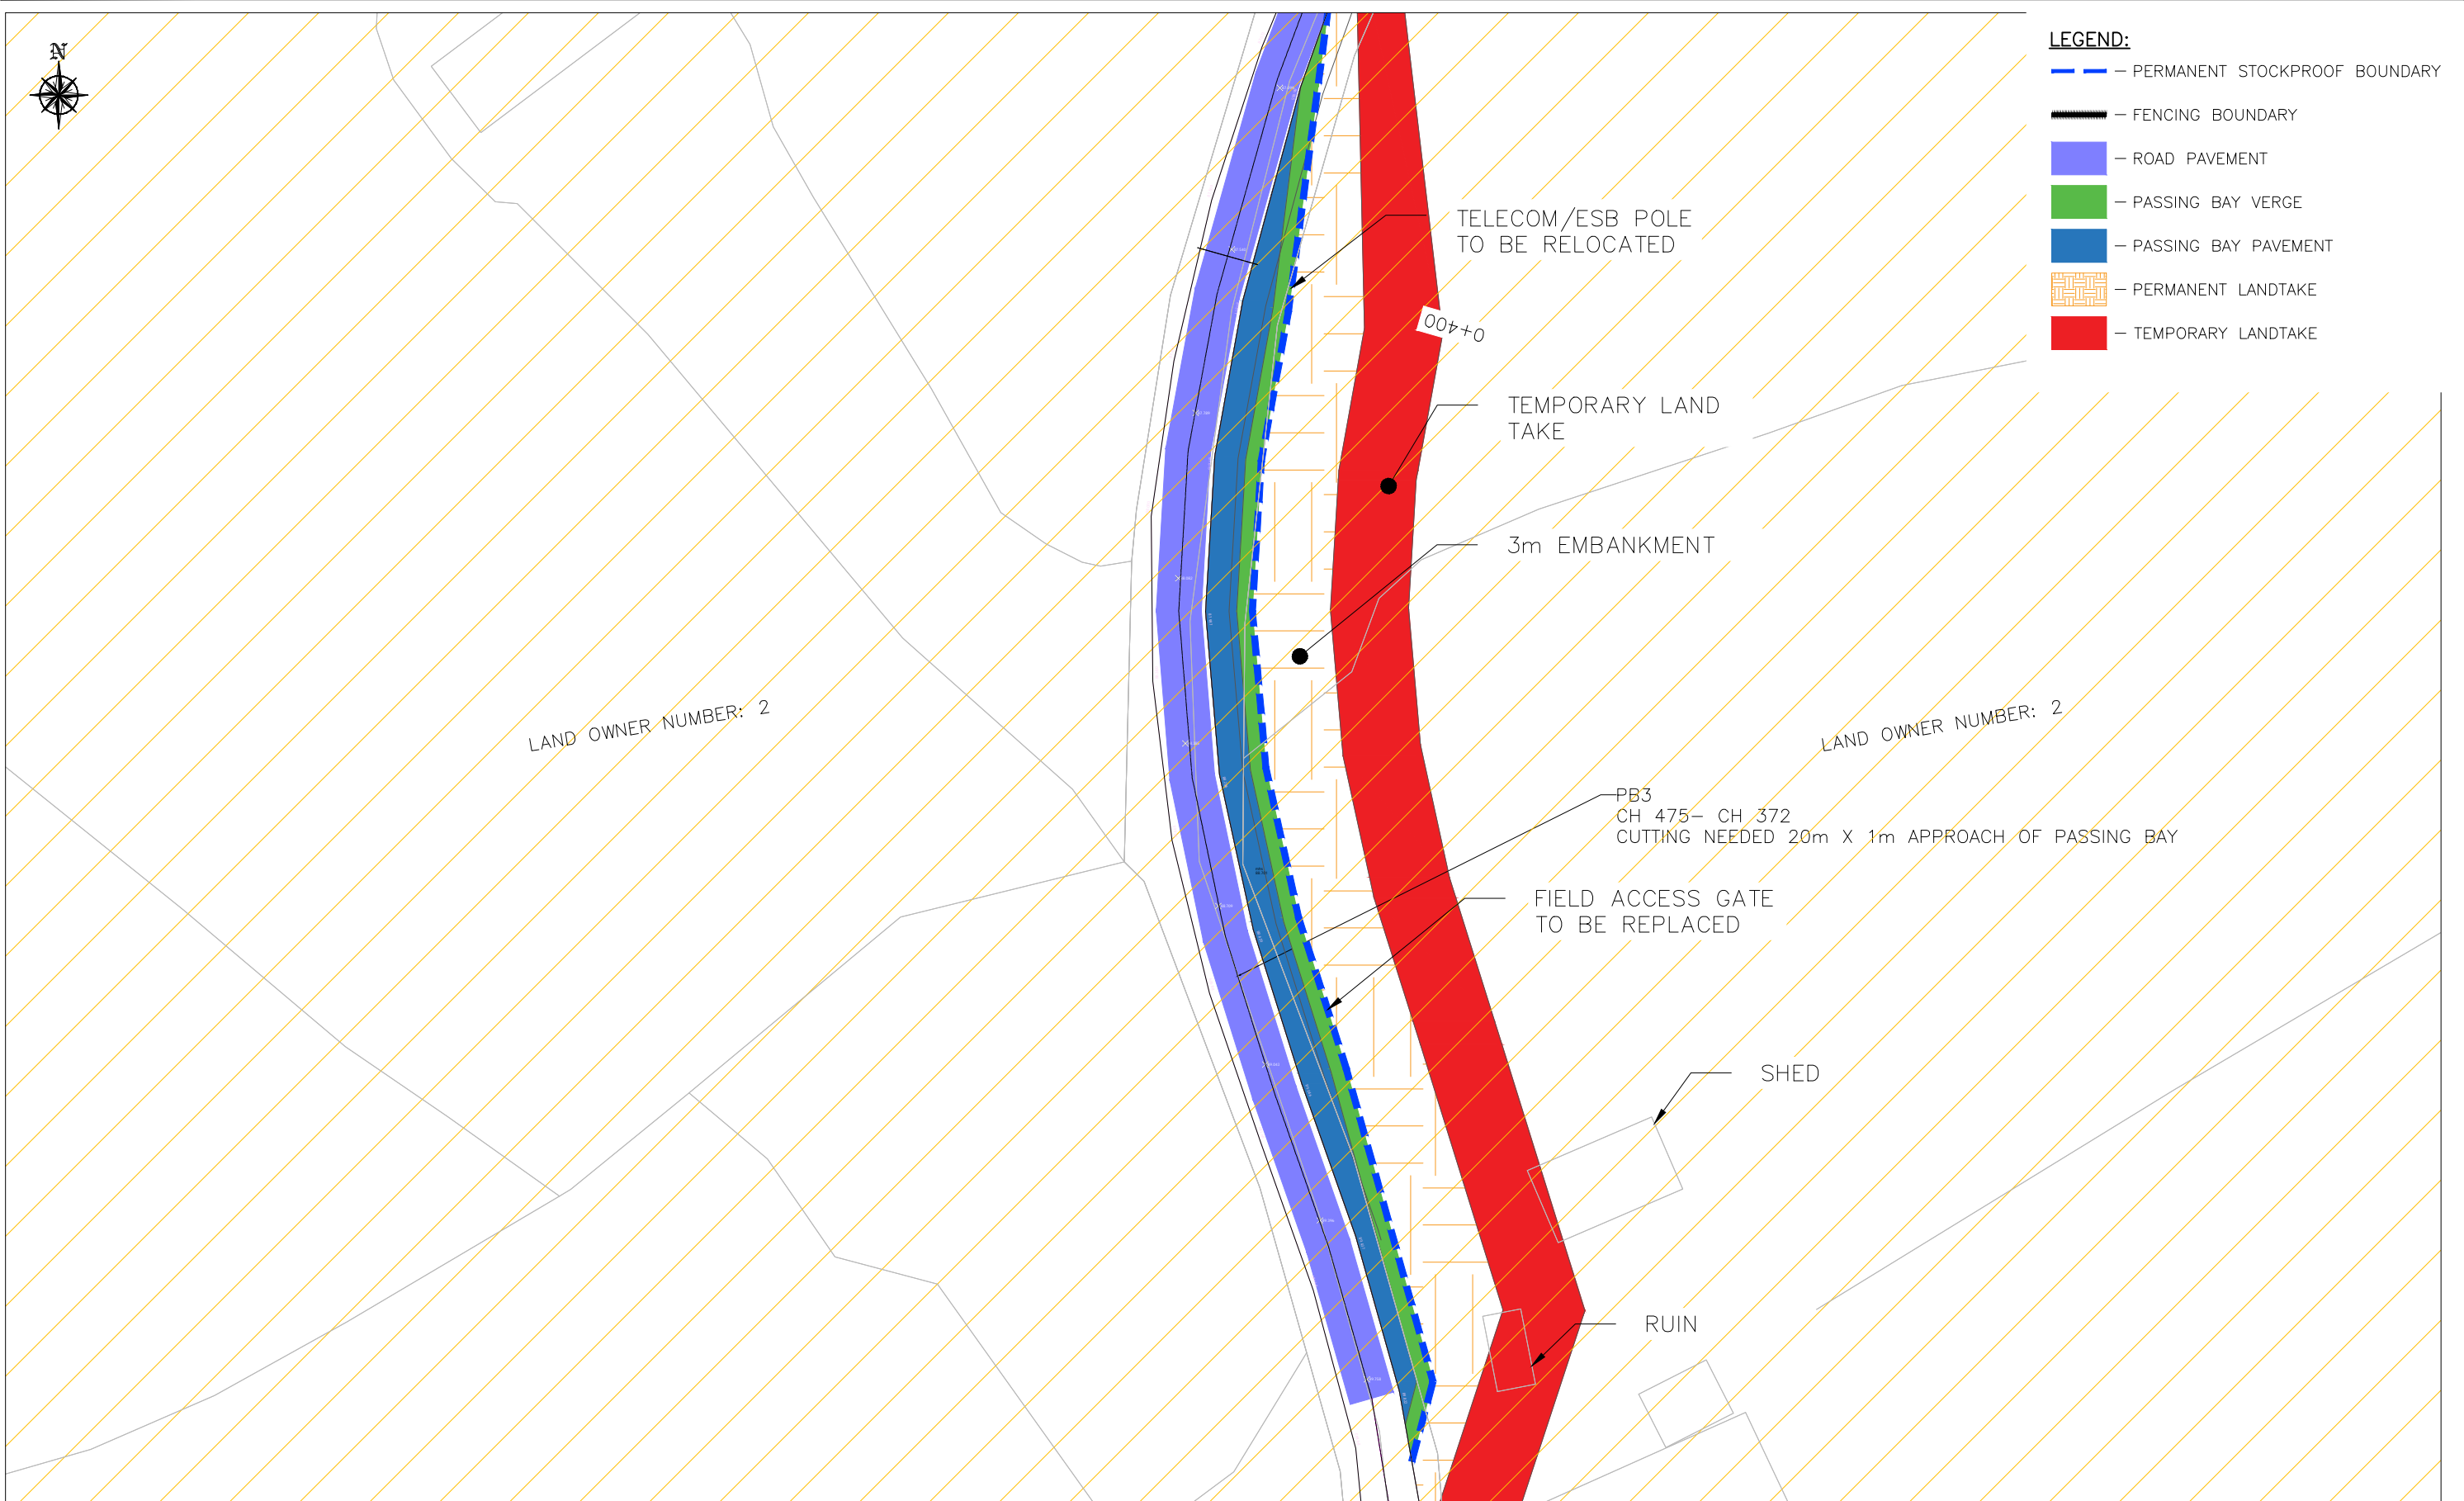 N
LEGEND:
— PERMANENT STOCKPROOF BOUNDARY
— FENCING BOUNDARY
— ROAD PAVEMENT
— PASSING BAY VERGE
— PASSING BAY PAVEMENT
— PERMANENT LANDTAKE
— TEMPORARY LANDTAKE
TELECOM/ESB POLE
TO BE RELOCATED
0+400
TEMPORARY LAND
TAKE
3m EMBANKMENT
LAND OWNER NUMBER: 2
LAND OWNER NUMBER: 2
PB3
CH 475- CH 372
CUTTING NEEDED 20m X 1m APPROACH OF PASSING BAY
FIELD ACCESS GATE
TO BE REPLACED
SHED
RUIN